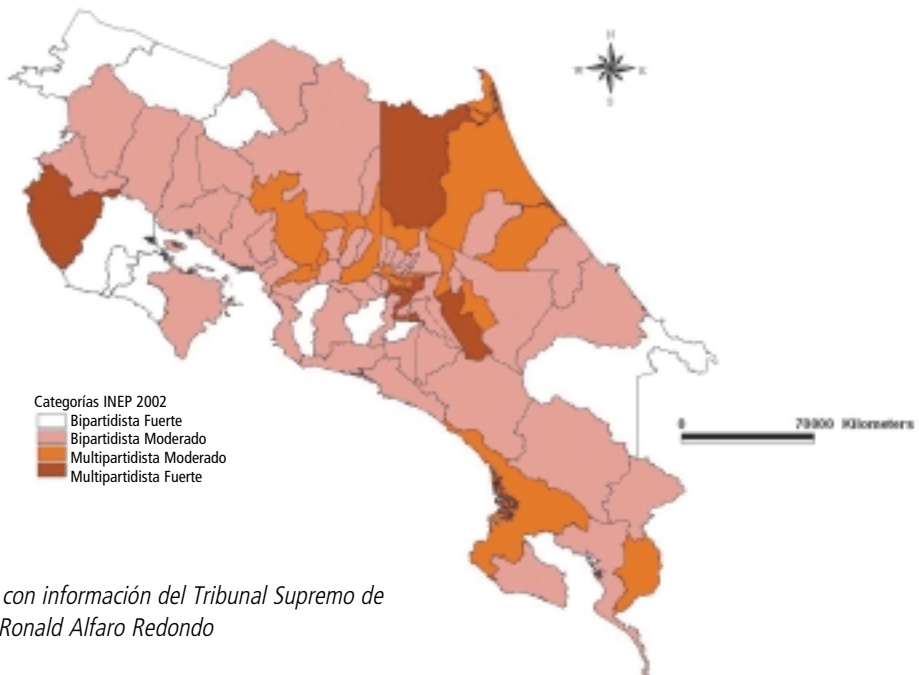 N
W E
S
Categorías INEP 2002
Bipartidista Fuerte
Bipartidista Moderado
Multipartidista Moderado
Multipartidista Fuerte
0 70000 Kilometers
con información del Tribunal Supremo de
Ronald Alfaro Redondo